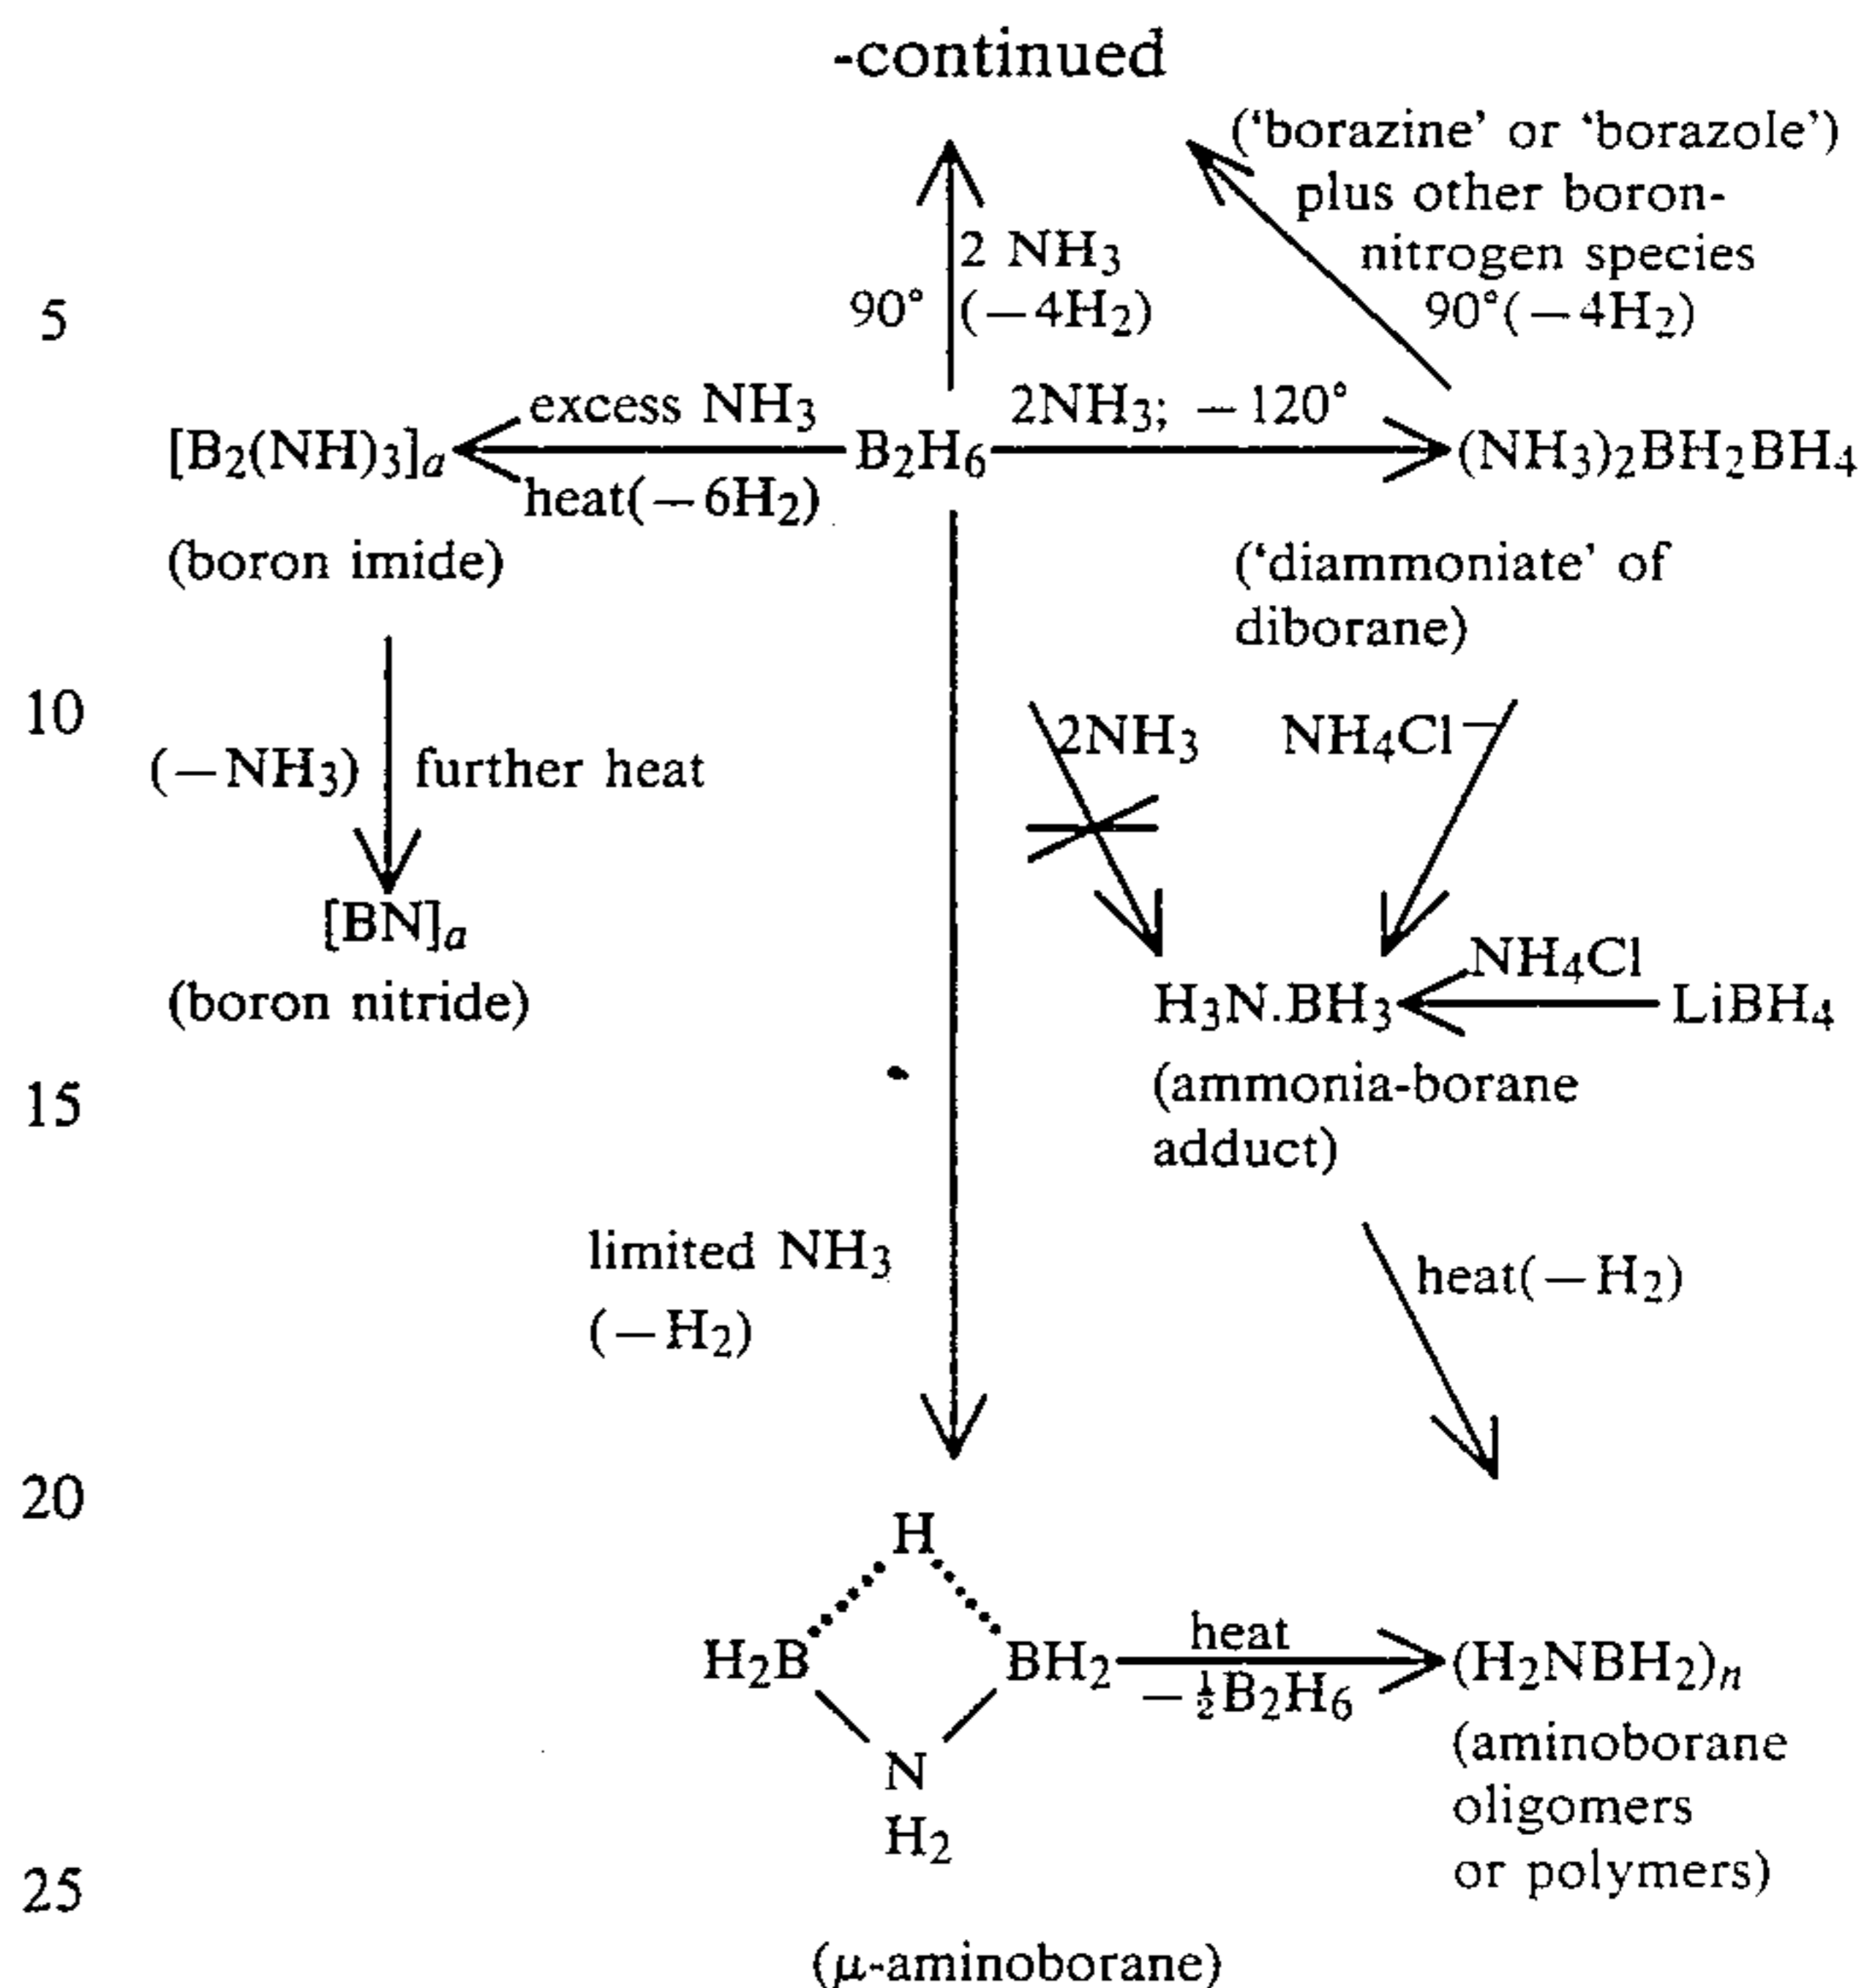 -continued
('borazine' or 'borazole')
plus other boron-
nitrogen species
2 NH3
90° (−4H2)
90°(−4H2)
5
excess NH3
2NH3; −120°
[B2(NH)3]a
B2H6
(NH3)2BH2BH4
heat(−6H2)
(boron imide)
('diammoniate' of
diborane)
10
2NH3
NH4Cl
(−NH3)
further heat
[BN]a
(boron nitride)
NH4Cl
H3N.BH3
LiBH4
(ammonia-borane
adduct)
15
limited NH3
(−H2)
heat(−H2)
20
H
H2B
BH2
heat
−½B2H6
(H2NBH2)n
N
H2
(aminoborane
oligomers
or polymers)
25
(μ-aminoborane)